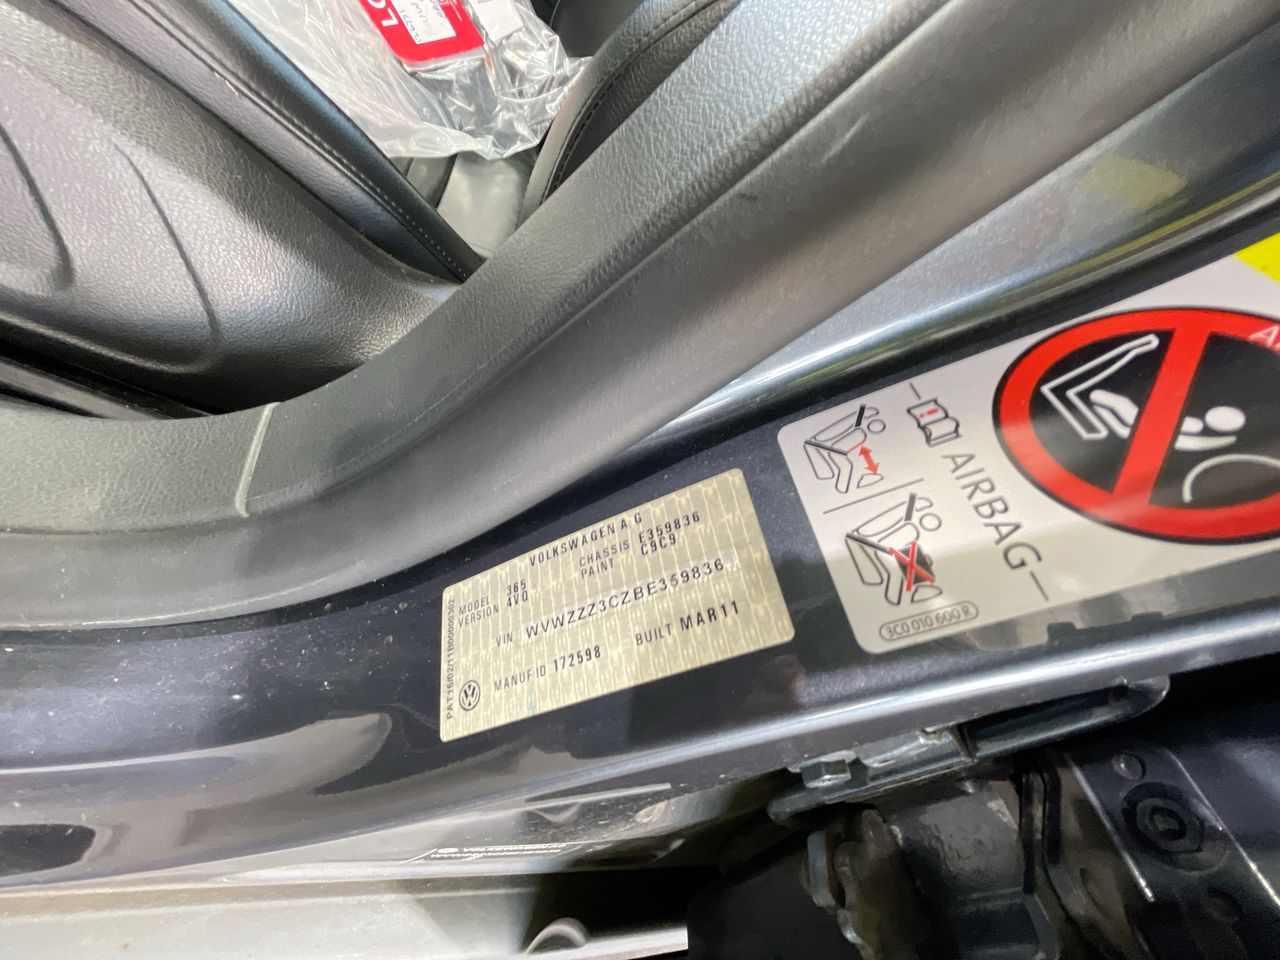 VOLKSWAGEN A G
MODEL 365 CHASSIS E359836
VERSION 4V0 PAINT C9C9
VIN WVWZZZ3CZBE359836
MANUF ID 172598 BUILT MAR11
AIRBAG
3C0 010 600 R